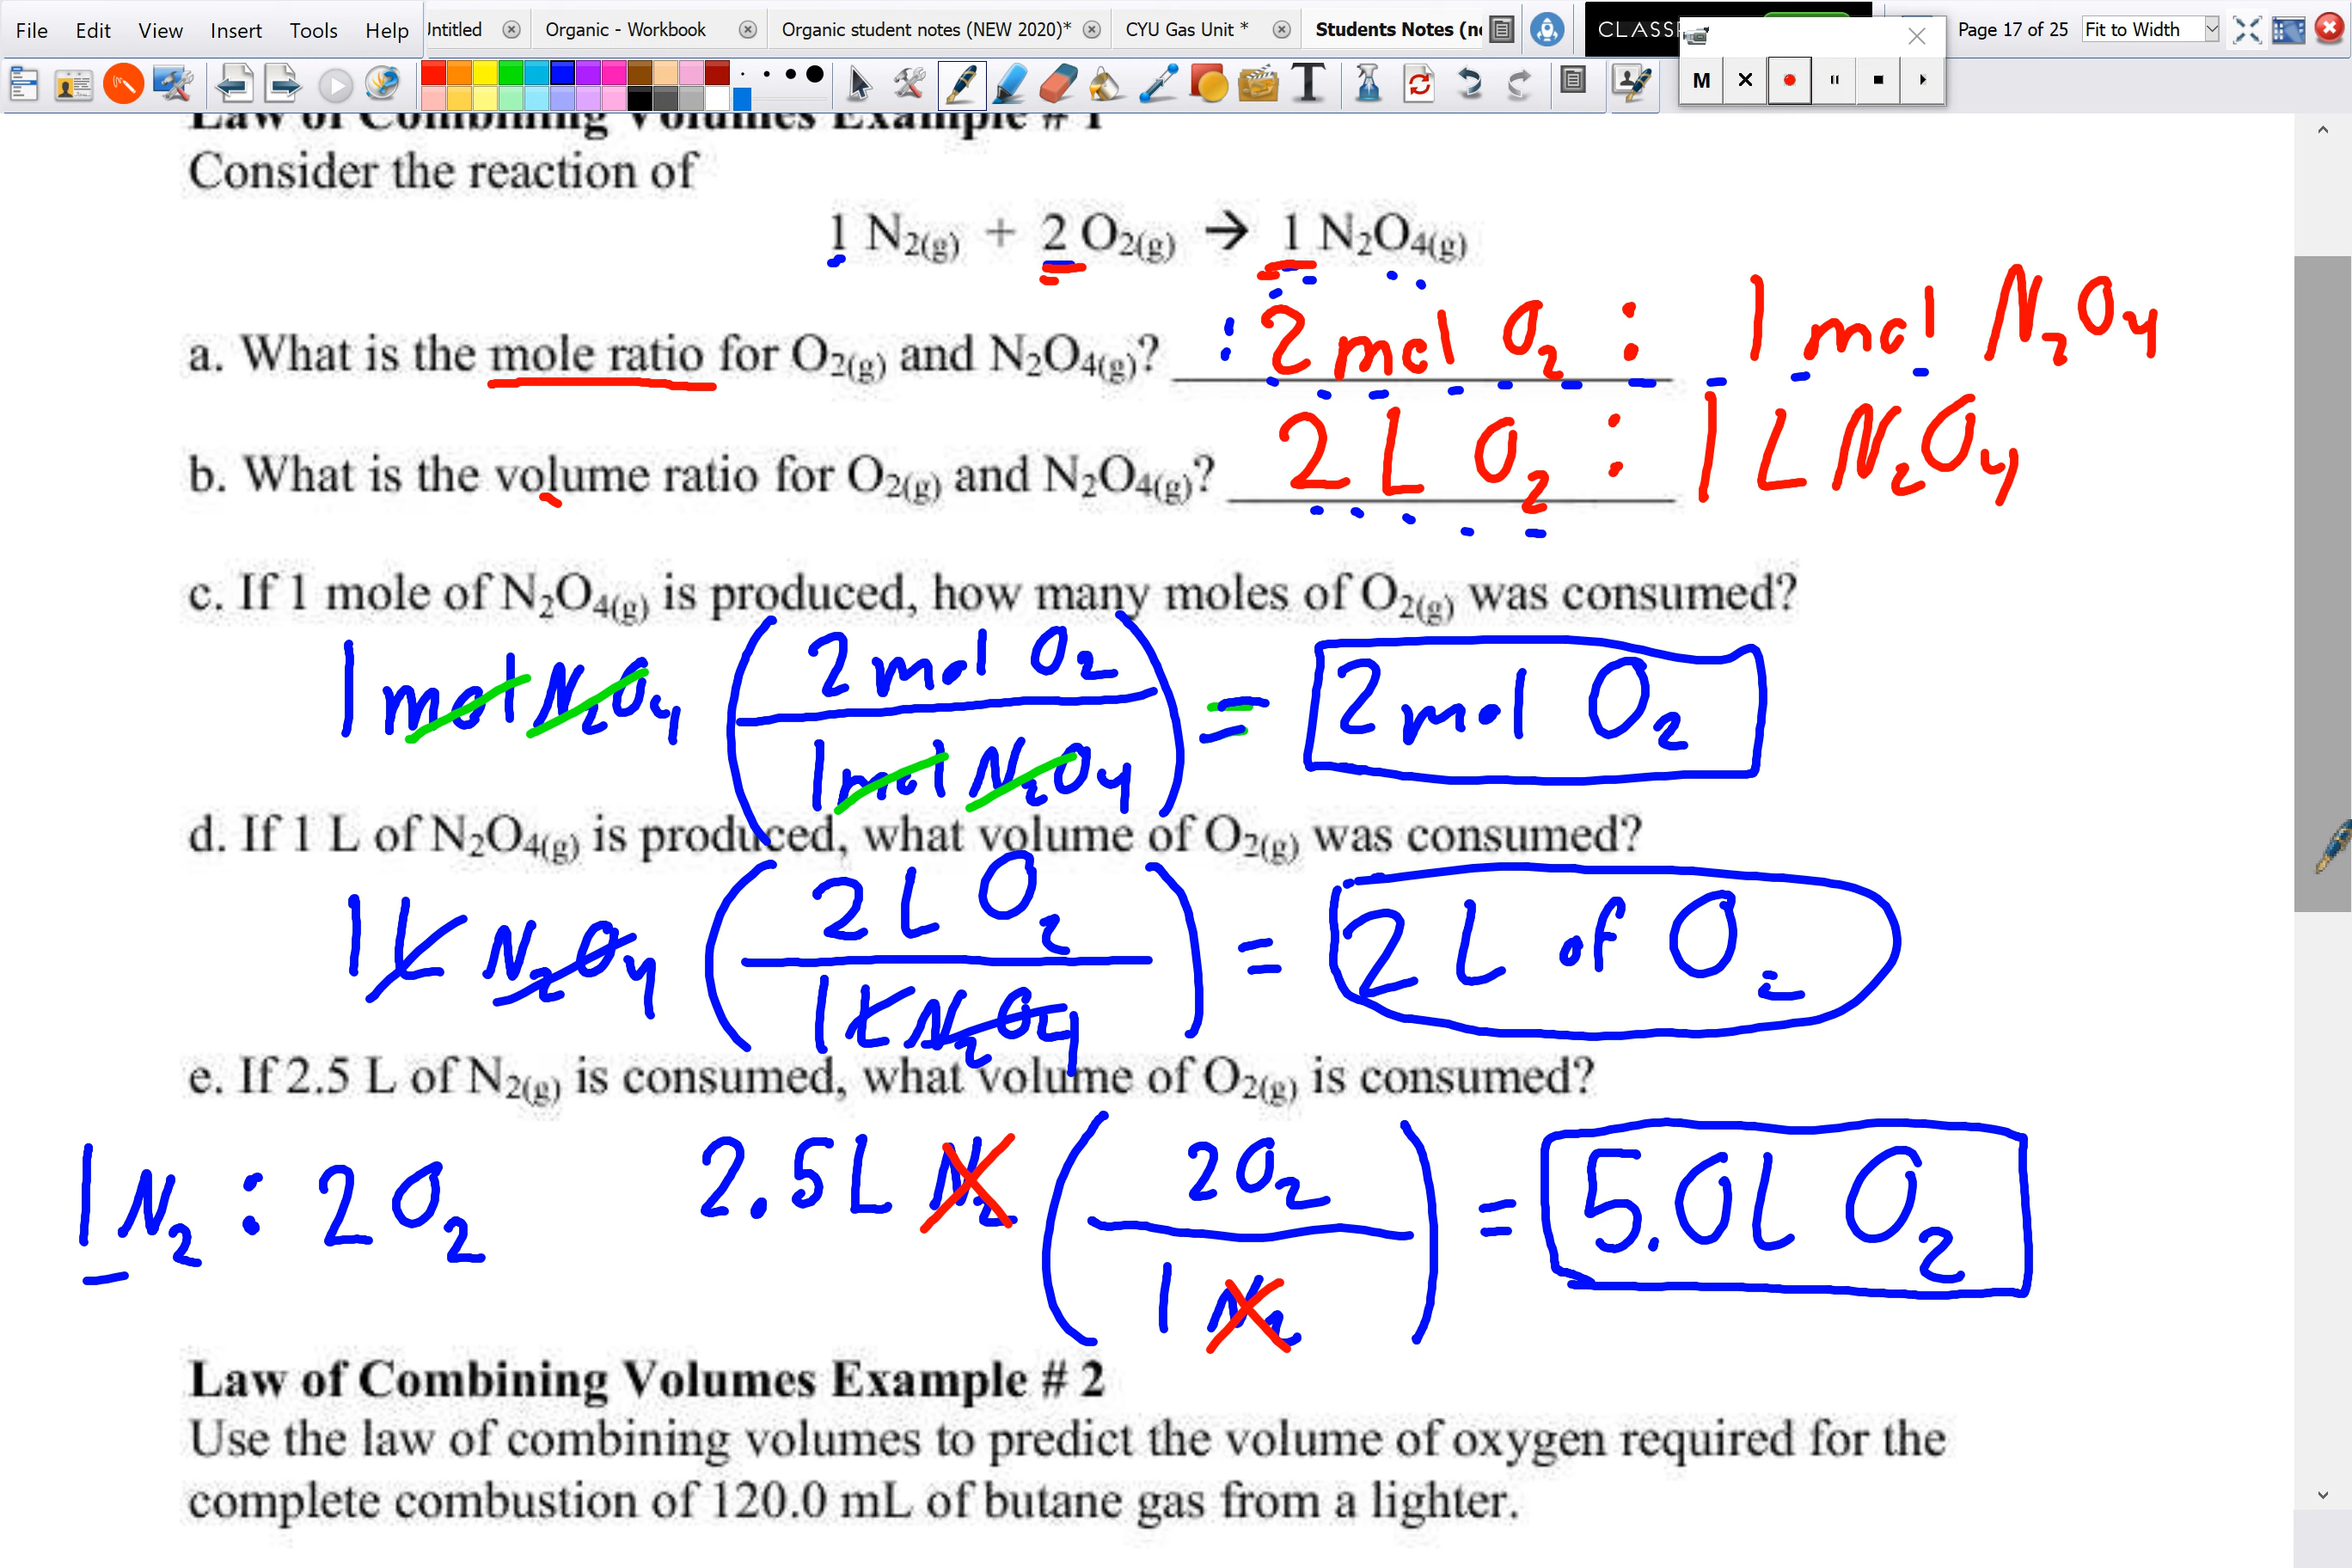 File Edit View Insert Tools Help
ntitled Organic - Workbook Organic student notes (NEW 2020)* CYU Gas Unit * Students Notes (n
CLASS
Page 17 of 25 Fit to Width
M
T
Law of Combining Volumes Example # 1
Consider the reaction of
1 N₂(g) + 2 O₂(g) → 1 N₂O₄(g)
a. What is the mole ratio for O₂(g) and N₂O₄(g)? 2 mol O₂ : 1 mol N₂O₄
b. What is the volume ratio for O₂(g) and N₂O₄(g)? 2 L O₂ : 1 L N₂O₄
c. If 1 mole of N₂O₄(g) is produced, how many moles of O₂(g) was consumed?
1 mol N₂O₄ (2 mol O₂ / 1 mol N₂O₄) = 2 mol O₂
d. If 1 L of N₂O₄(g) is produced, what volume of O₂(g) was consumed?
1 L N₂O₄ (2 L O₂ / 1 L N₂O₄) = 2 L of O₂
e. If 2.5 L of N₂(g) is consumed, what volume of O₂(g) is consumed?
1 N₂ : 2 O₂ 2.5 L N₂ (2 O₂ / 1 N₂) = 5.0 L O₂
Law of Combining Volumes Example # 2
Use the law of combining volumes to predict the volume of oxygen required for the
complete combustion of 120.0 mL of butane gas from a lighter.